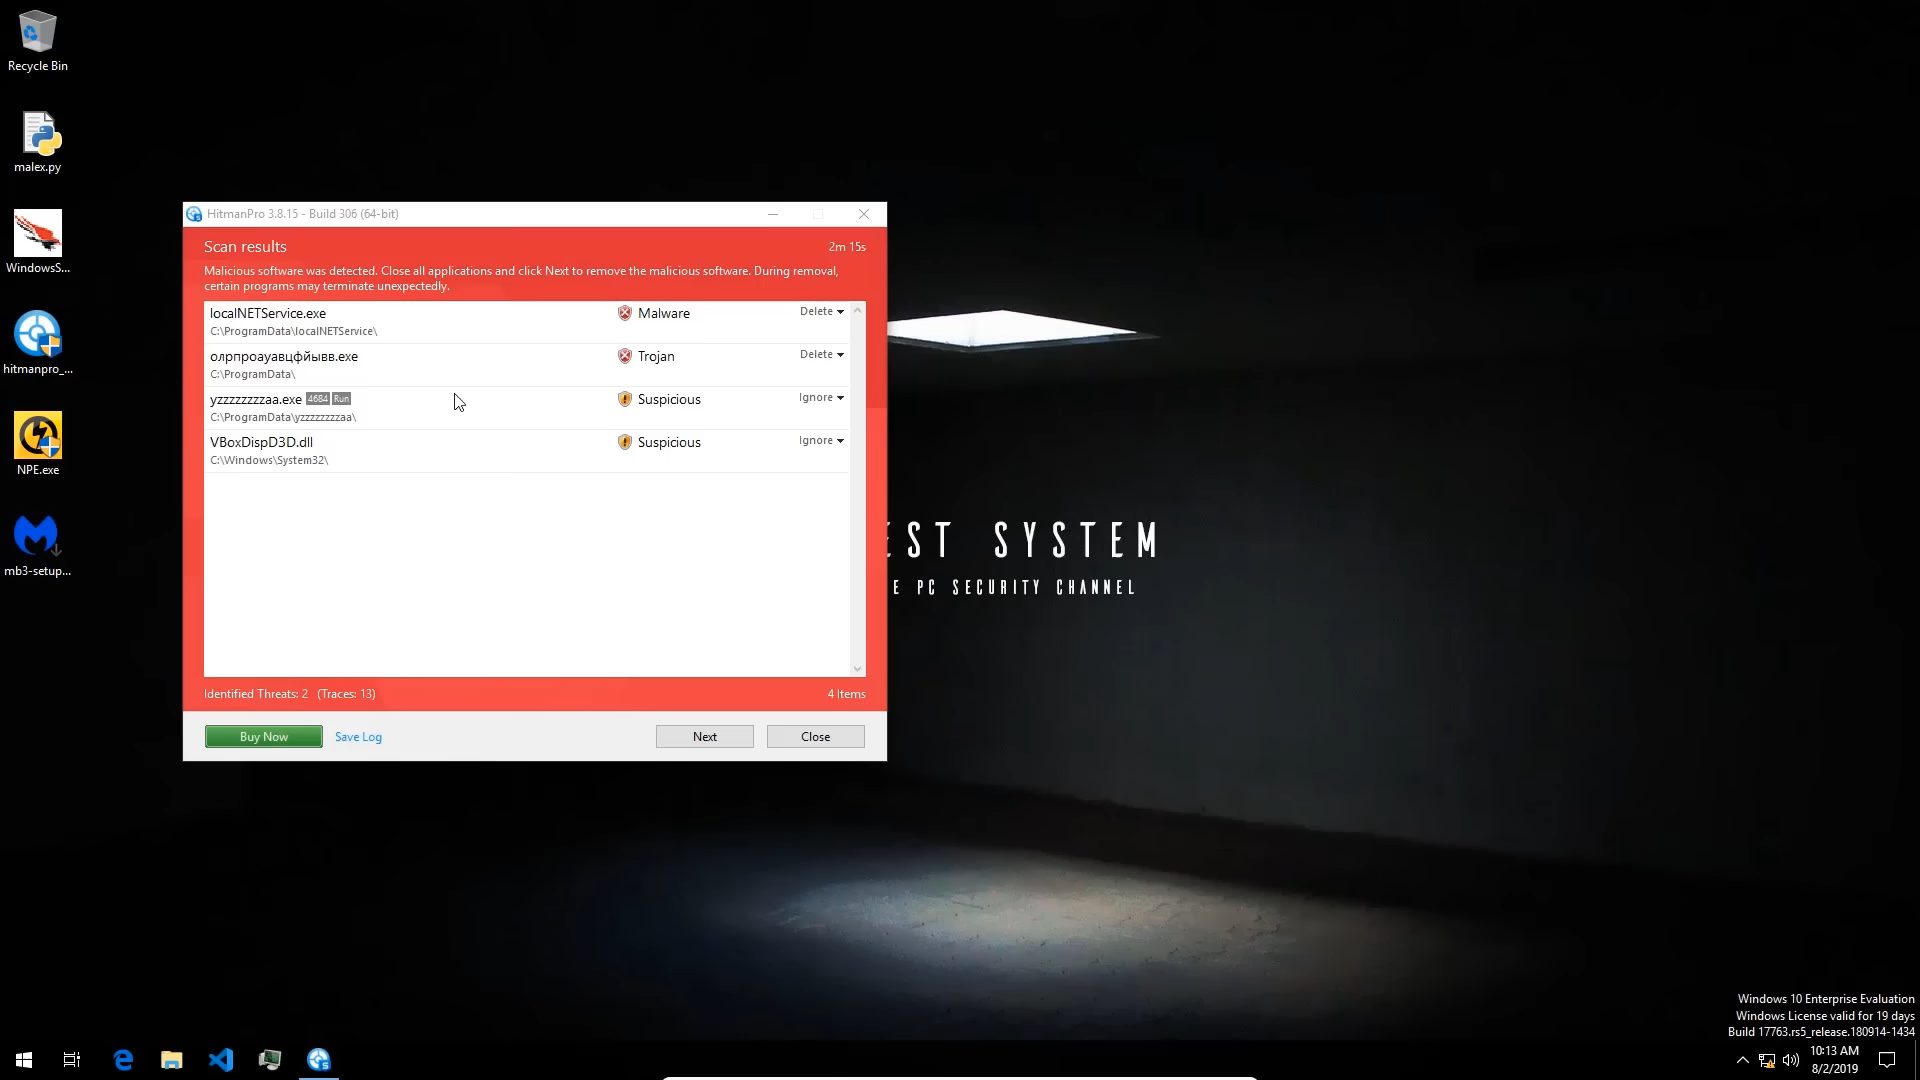 Recycle Bin
malex.py
WindowsS...
hitmanpro_...
NPE.exe
mb3-setup...
HitmanPro 3.8.15 - Build 306 (64-bit)
Scan results
2m 15s
Malicious software was detected. Close all applications and click Next to remove the malicious software. During removal,
certain programs may terminate unexpectedly.
localNETService.exe
Malware
Delete
C:\ProgramData\localNETService\
олрпроауавцфйывв.exe
Trojan
Delete
C:\ProgramData\
yzzzzzzzzaa.exe 4684 Run
Suspicious
Ignore
C:\ProgramData\yzzzzzzzzaa\
VBoxDispD3D.dll
Suspicious
Ignore
C:\Windows\System32\
Identified Threats: 2 (Traces: 13)
4 Items
Buy Now
Save Log
Next
Close
EST SYSTEM
E PC SECURITY CHANNEL
Windows 10 Enterprise Evaluation
Windows License valid for 19 days
Build 17763.rs5_release.180914-1434
10:13 AM
8/2/2019